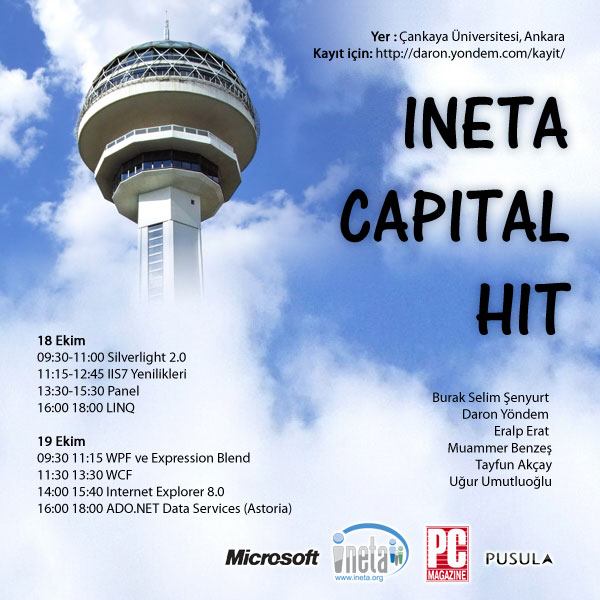 Yer : Çankaya Üniversitesi, Ankara
Kayıt için: http://daron.yondem.com/kayit/
INETA
CAPITAL
HIT
18 Ekim
09:30-11:00 Silverlight 2.0
11:15-12:45 IIS7 Yenilikleri
13:30-15:30 Panel
16:00 18:00 LINQ
19 Ekim
09:30 11:15 WPF ve Expression Blend
11:30 13:30 WCF
14:00 15:40 Internet Explorer 8.0
16:00 18:00 ADO.NET Data Services (Astoria)
Burak Selim Şenyurt
Daron Yöndem
Eralp Erat
Muammer Benzeş
Tayfun Akçay
Uğur Umutluoğlu
Microsoft
ineta
www.ineta.org
PC
MAGAZINE
PUSULA